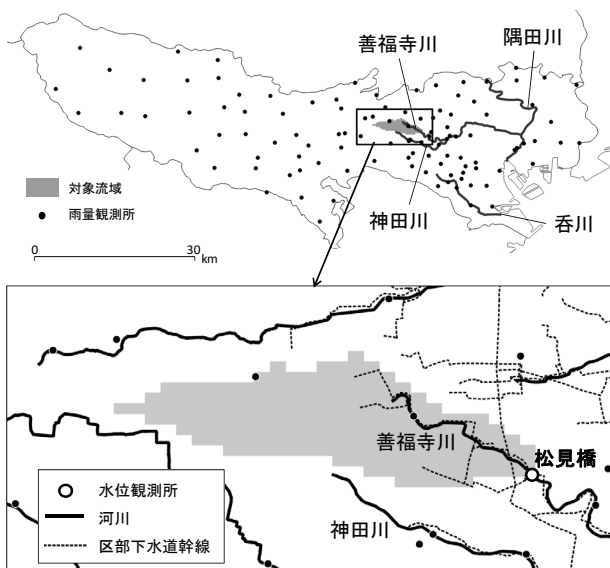 善福寺川
隅田川
対象流域
雨量観測所
神田川
呑川
0
30
km
善福寺川
松見橋
水位観測所
河川
区部下水道幹線
神田川